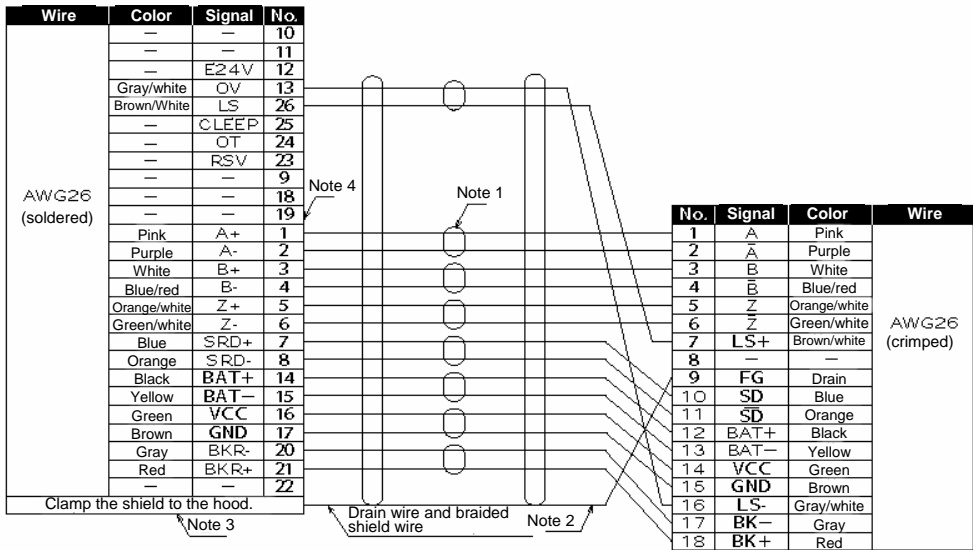 Wire Color Signal No.
— — 10
— — 11
— E24V 12
Gray/white OV 13
Brown/White LS 26
— CLEEP 25
— OT 24
— RSV 23
— — 9
— — 18
— — 19
Pink A+ 1
Purple A- 2
White B+ 3
Blue/red B- 4
Orange/white Z+ 5
Green/white Z- 6
Blue SRD+ 7
Orange SRD- 8
Black BAT+ 14
Yellow BAT− 15
Green VCC 16
Brown GND 17
Gray BKR- 20
Red BKR+ 21
— — 22
AWG26
(soldered)
Clamp the shield to the hood.
Note 3
Note 4
Note 1
Drain wire and braided
shield wire
Note 2
No. Signal Color Wire
1 A Pink
2 A̅ Purple
3 B White
4 B̅ Blue/red
5 Z Orange/white
6 Z̅ Green/white
7 LS+ Brown/white
8 — —
9 FG Drain
10 SD Blue
11 S̅D̅ Orange
12 BAT+ Black
13 BAT− Yellow
14 VCC Green
15 GND Brown
16 LS- Gray/white
17 BK− Gray
18 BK+ Red
AWG26
(crimped)